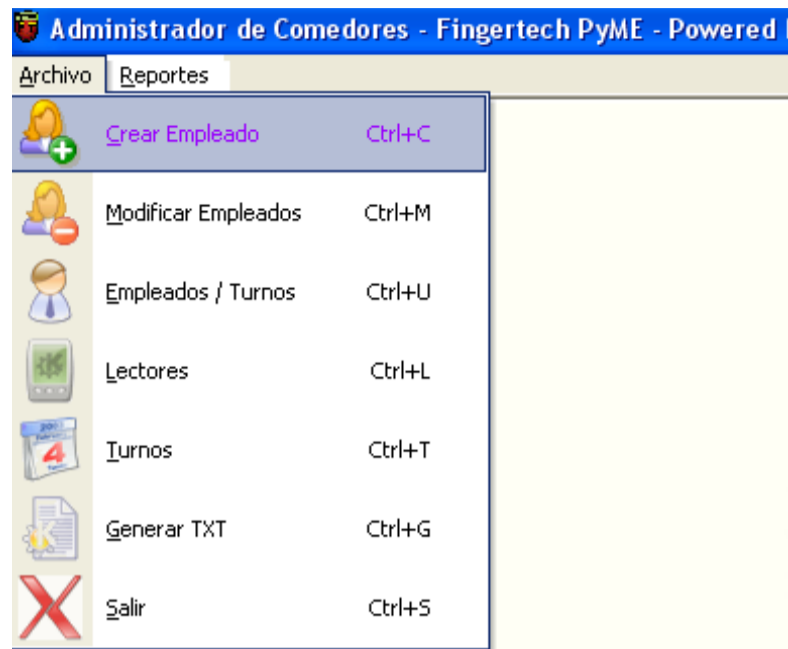 Administrador de Comedores - Fingertech PyME - Powered
Archivo Reportes
Crear Empleado Ctrl+C
Modificar Empleados Ctrl+M
Empleados / Turnos Ctrl+U
Lectores Ctrl+L
4
Turnos Ctrl+T
Generar TXT Ctrl+G
Salir Ctrl+S